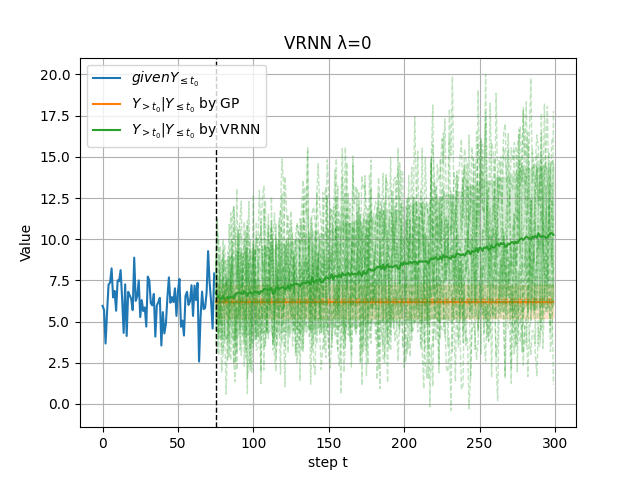 VRNN λ=0
given Y≤t₀
Y>t₀|Y≤t₀ by GP
Y>t₀|Y≤t₀ by VRNN
Value
20.0
17.5
15.0
12.5
10.0
7.5
5.0
2.5
0.0
0 50 100 150 200 250 300
step t